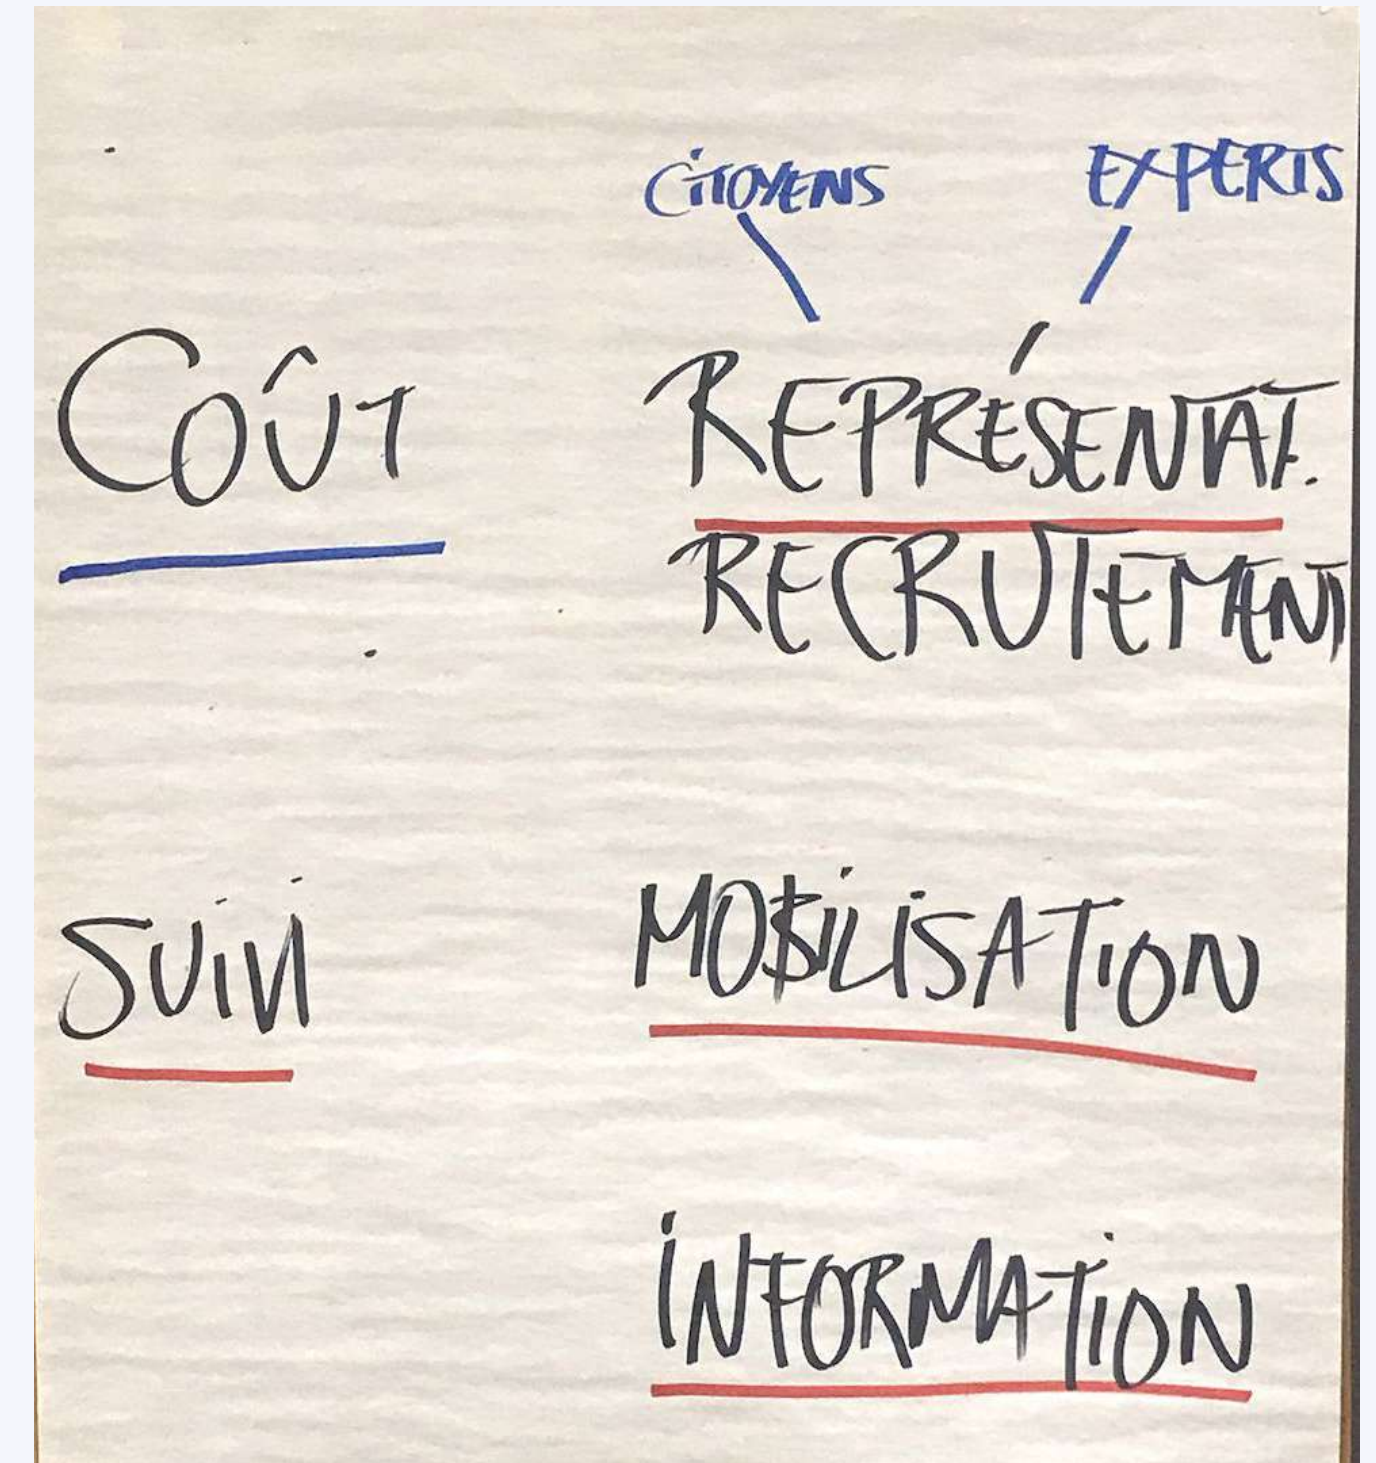 CiTOYENS EXPERTS
COÛT REPRÉSENTAT.
RECRUTEMENT
SUiVi MOBiLiSATiON
iNFORMATiON